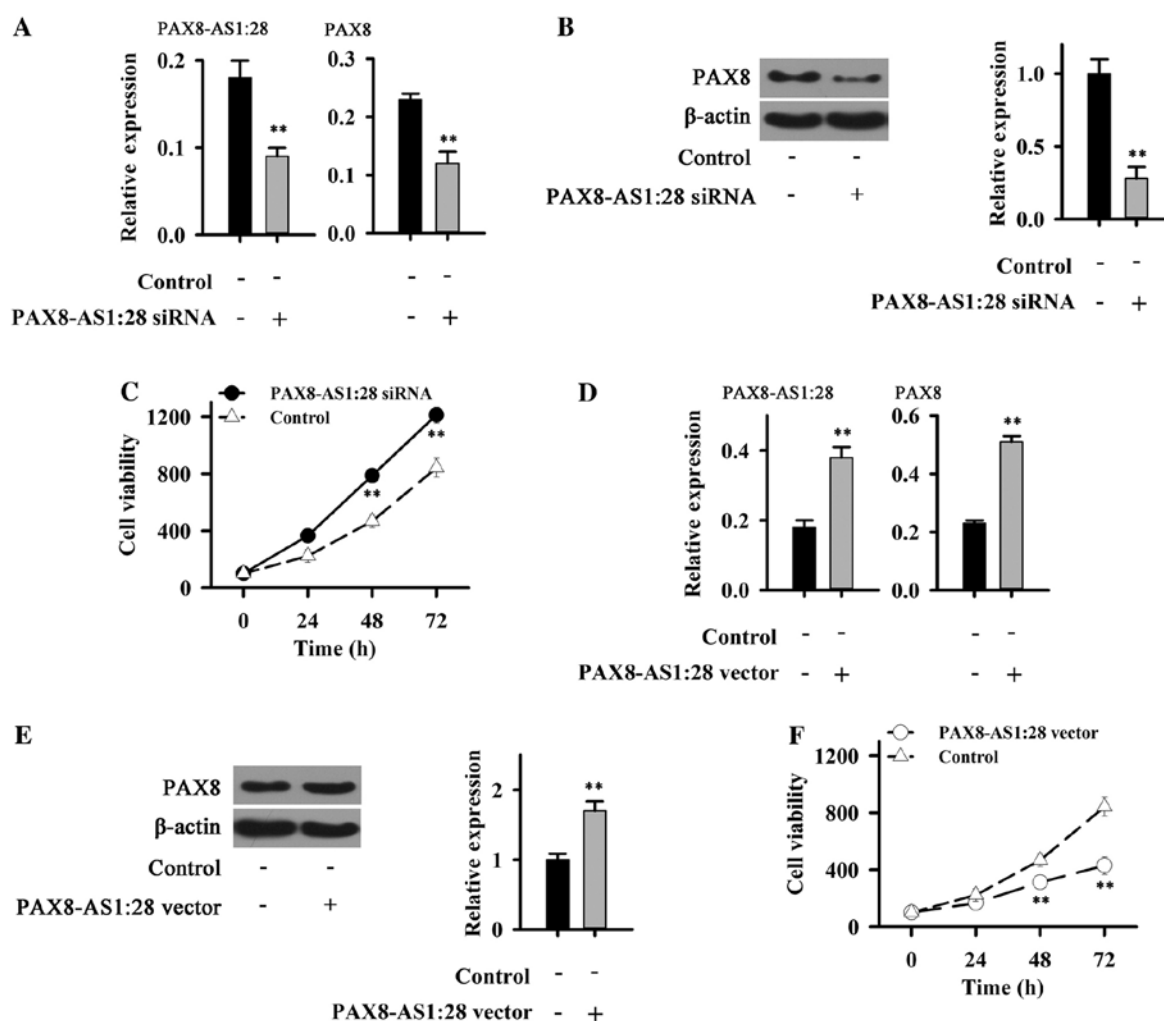 A
PAX8-AS1:28
PAX8
Relative expression
0.2
0.1
0.0
**
0.3
0.2
0.1
0.0
**
Control - - - -
PAX8-AS1:28 siRNA - + - +
B
PAX8
β-actin
Control - -
PAX8-AS1:28 siRNA - +
Relative expression
1.0
0.5
0.0
**
Control - -
PAX8-AS1:28 siRNA - +
C
PAX8-AS1:28 siRNA
Control
Cell viability
1200
800
400
0
**
**
0 24 48 72
Time (h)
D
PAX8-AS1:28
PAX8
Relative expression
0.4
0.2
0.0
**
0.6
0.4
0.2
0.0
**
Control - - - -
PAX8-AS1:28 vector - + - +
E
PAX8
β-actin
Control - -
PAX8-AS1:28 vector - +
Relative expression
2
1
0
**
Control - -
PAX8-AS1:28 vector - +
F
PAX8-AS1:28 vector
Control
Cell viability
1200
800
400
0
**
**
0 24 48 72
Time (h)